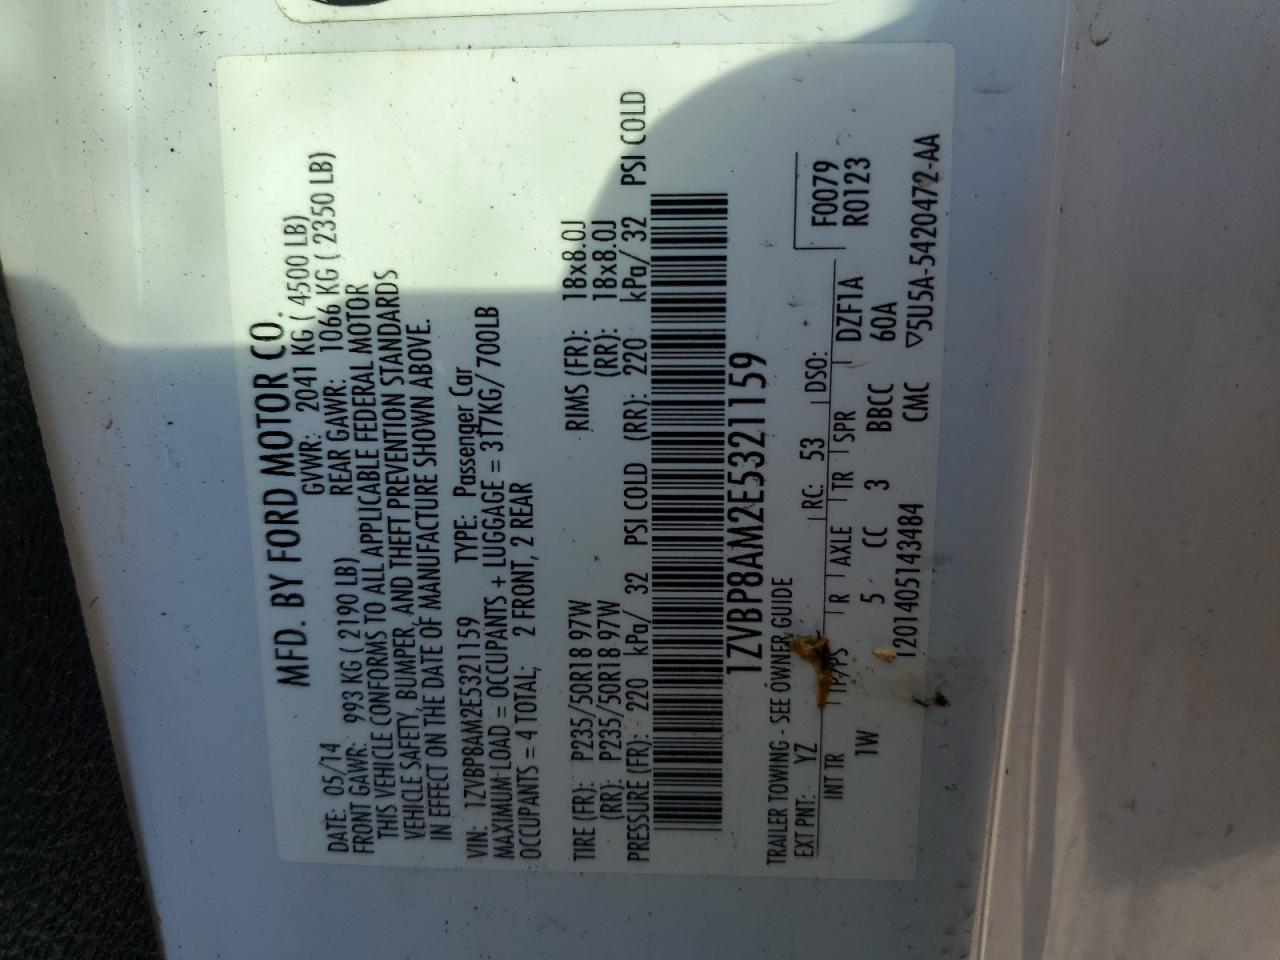 MFD. BY FORD MOTOR CO.
DATE: 05/14 GVWR: 2041 KG ( 4500 LB)
FRONT GAWR: 993 KG ( 2190 LB) REAR GAWR: 1066 KG ( 2350 LB)
THIS VEHICLE CONFORMS TO ALL APPLICABLE FEDERAL MOTOR
VEHICLE SAFETY, BUMPER, AND THEFT PREVENTION STANDARDS
IN EFFECT ON THE DATE OF MANUFACTURE SHOWN ABOVE.
VIN: 1ZVBP8AM2E5321159 TYPE: Passenger Car
MAXIMUM LOAD = OCCUPANTS + LUGGAGE = 317KG/ 700LB
OCCUPANTS = 4 TOTAL; 2 FRONT, 2 REAR
TIRE (FR): P235/50R18 97W RIMS (FR): 18x8.0J
(RR): P235/50R18 97W (RR): 18x8.0J
PRESSURE (FR): 220 kPa/ 32 PSI COLD (RR): 220 kPa/ 32 PSI COLD
1ZVBP8AM2E5321159
TRAILER TOWING - SEE OWNER GUIDE
EXT PNT: YZ RC: 53 DSO: F0079
INT TR TP/PS R AXLE TR SPR DZF1A R0123
1W 5 CC 3 BBCC 60A
1201405143484 CMC ▽5U5A-5420472-AA